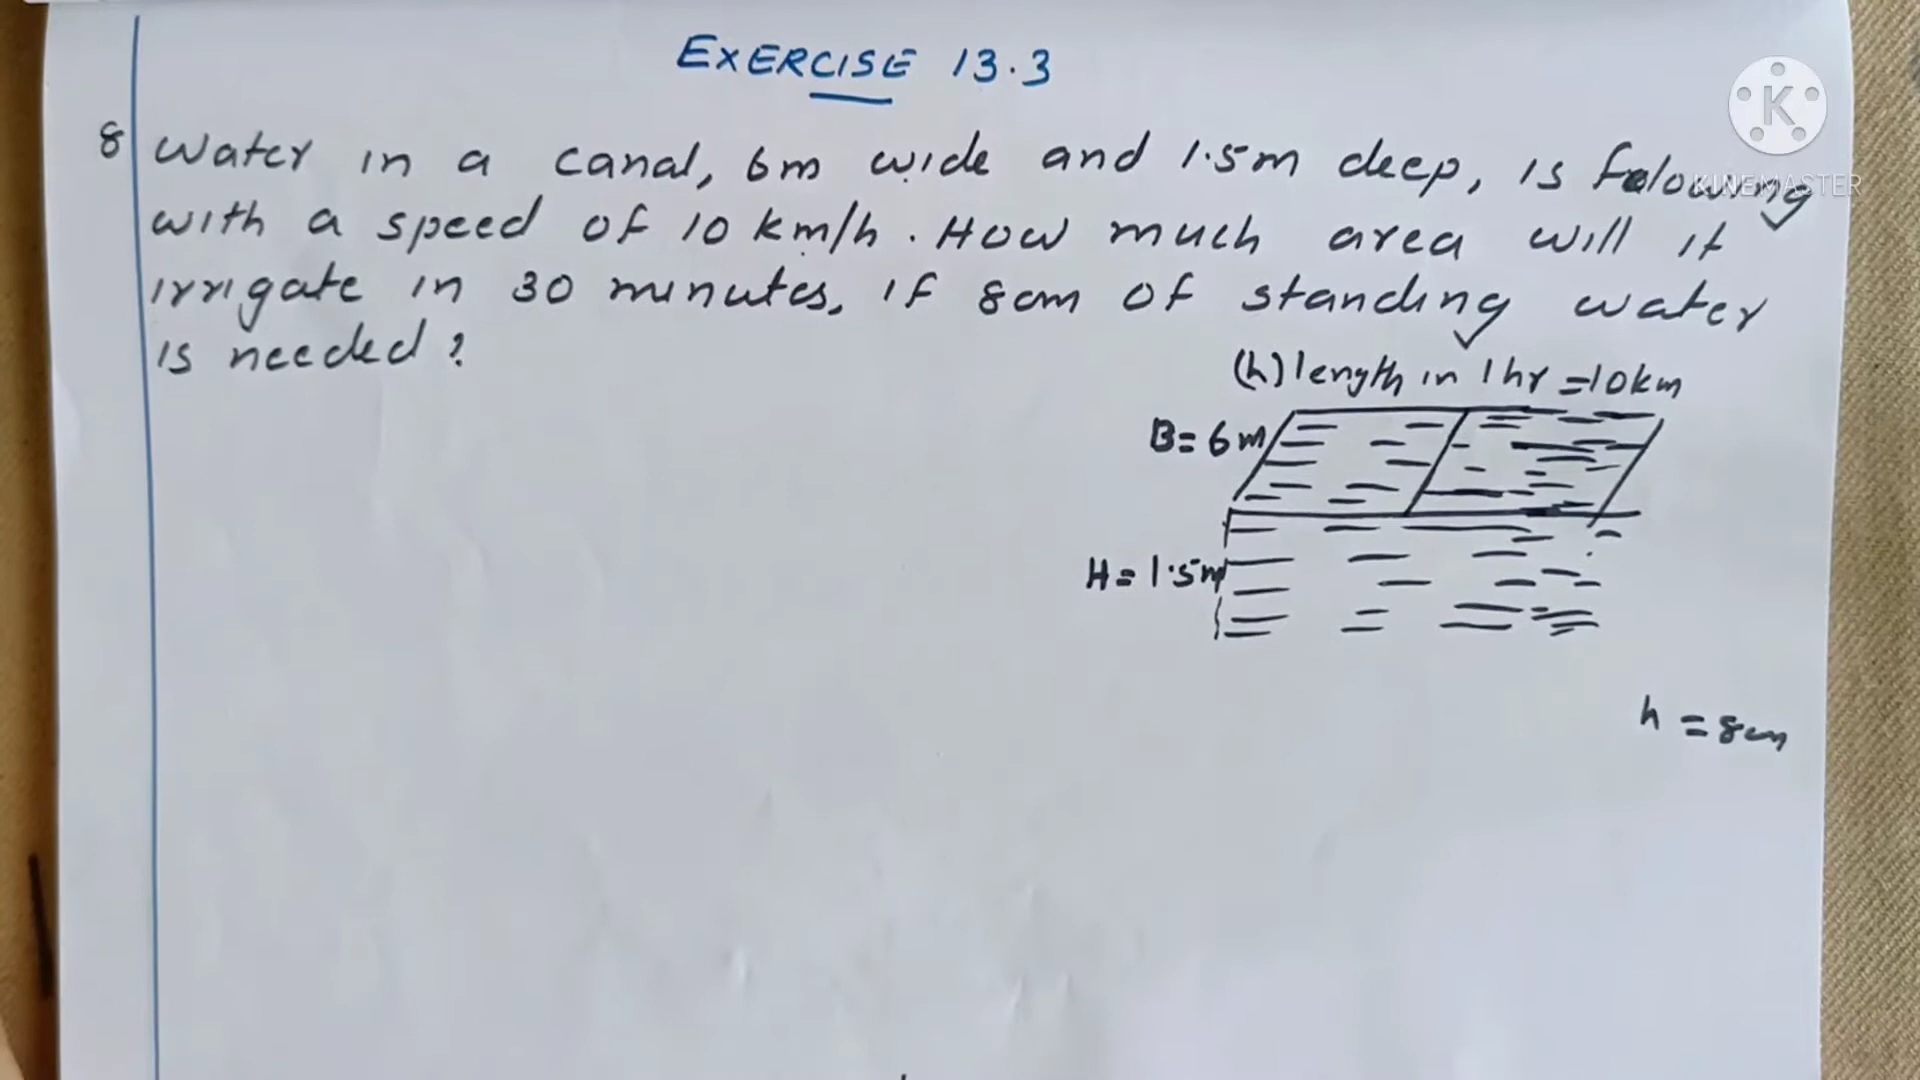 EXERCISE 13.3
8 Water in a canal, 6m wide and 1.5m deep, is
KINEMASTER
with a speed of 10 km/h. How much area will it
irrigate in 30 minutes, if 8cm of standing water
is needed?
(h) length in 1hr = 10km
B = 6m
H = 1.5m
h = 8cm
K